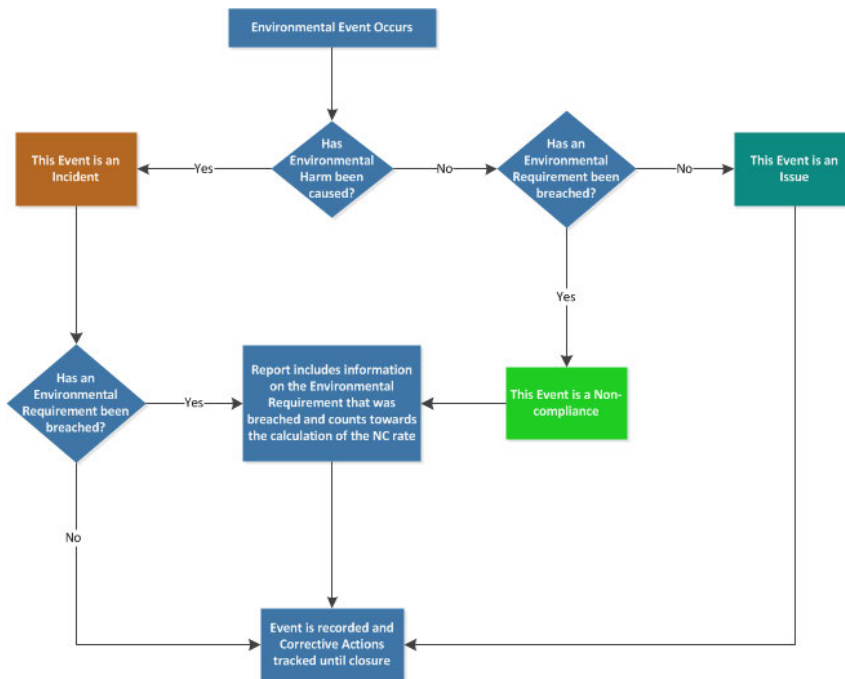 Environmental Event Occurs
This Event is an
Incident
Yes
Has
Environmental
Harm been
caused?
No
Has an
Environmental
Requirement been
breached?
No
This Event is an
Issue
Yes
No
Has an
Environmental
Requirement been
breached?
Yes
Report includes information
on the Environmental
Requirement that was
breached and counts towards
the calculation of the NC rate
This Event is a Non-
compliance
No
Event is recorded and
Corrective Actions
tracked until closure